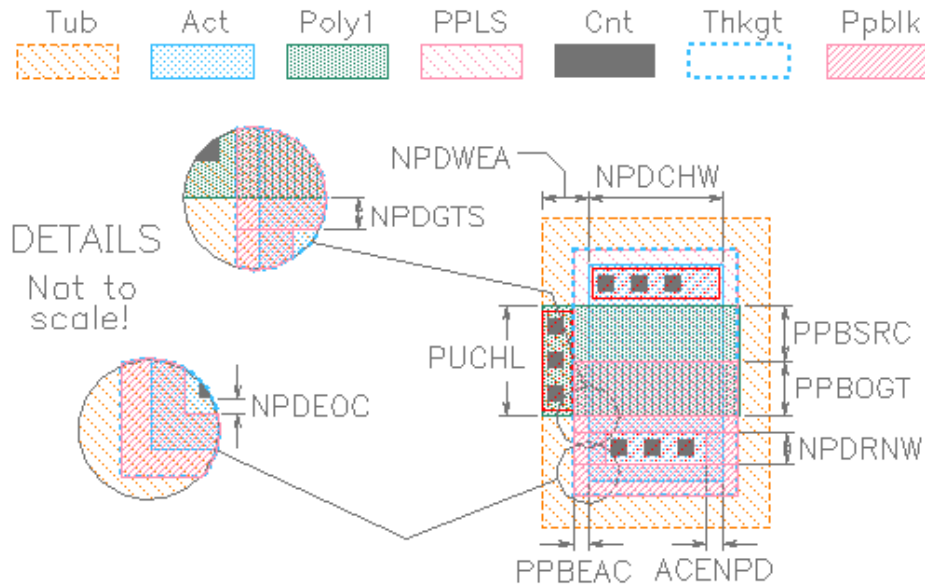 Tub Act Poly1 PPLS Cnt Thkgt Ppblk
NPDWEA
NPDCHW
NPDGTS
DETAILS
Not to
scale!
PUCHL
PPBSRC
PPBOGT
NPDEOC
NPDRNW
PPBEAC
ACENPD